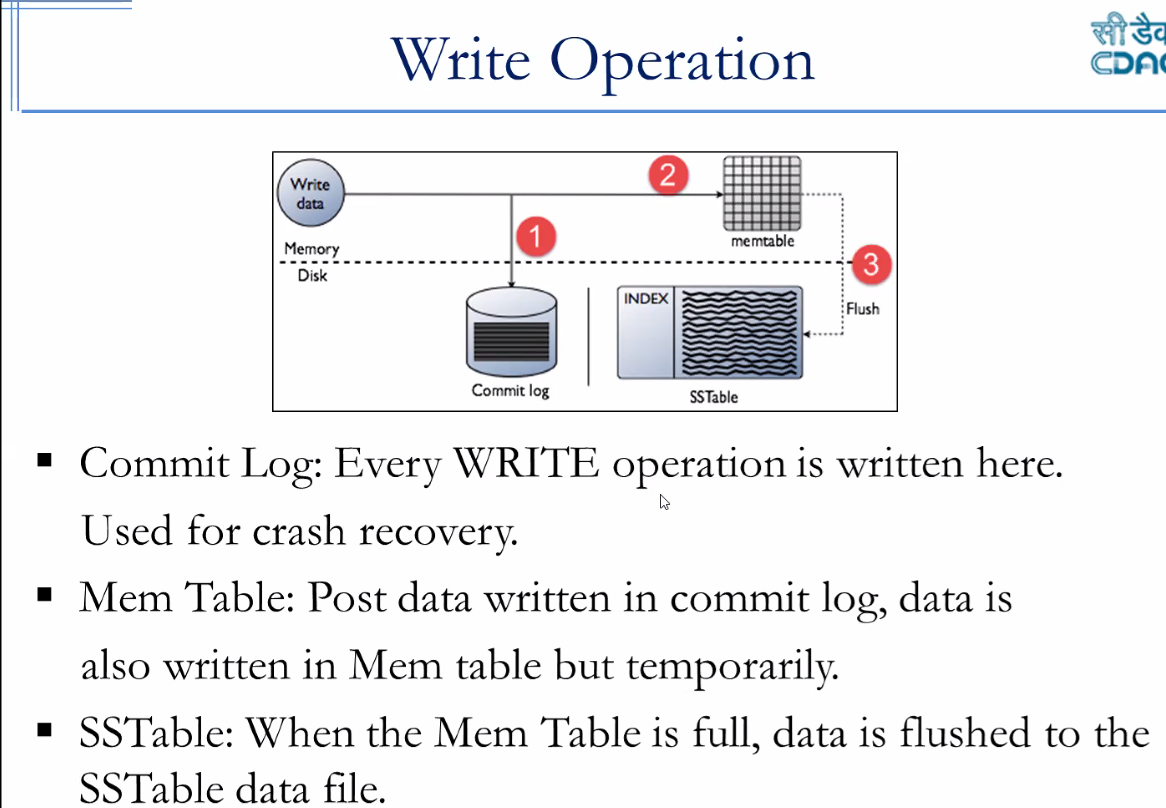 Write Operation
सी डैक
CDAC
Write
data
2
1
memtable
Memory
Disk
3
INDEX
Flush
Commit log
SSTable
▪ Commit Log: Every WRITE operation is written here.
Used for crash recovery.
▪ Mem Table: Post data written in commit log, data is
also written in Mem table but temporarily.
▪ SSTable: When the Mem Table is full, data is flushed to the
SSTable data file.